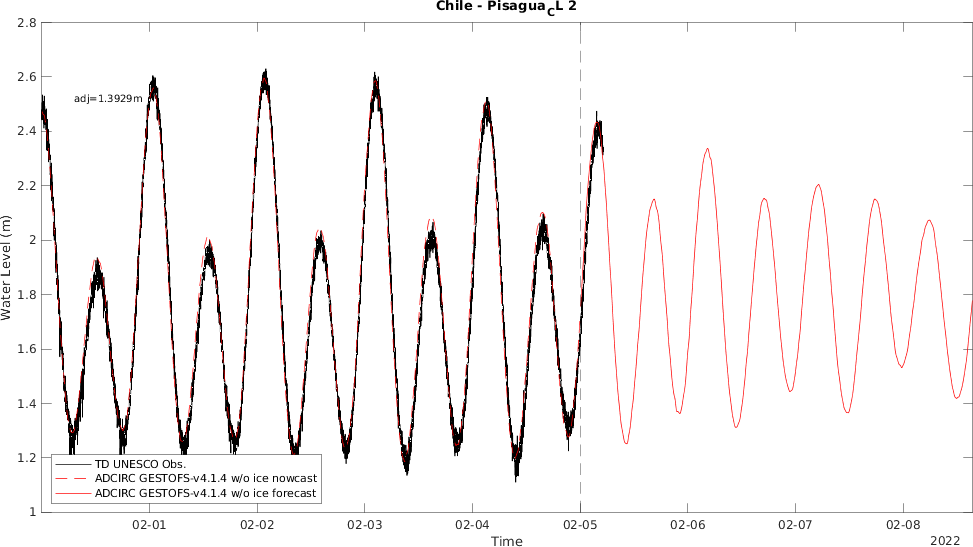 Chile - Pisagua_CL 2
2.8
2.6
adj=1.3929m
2.4
2.2
2
1.8
1.6
1.4
1.2
1
Water Level (m)
TD UNESCO Obs.
ADCIRC GESTOFS-v4.1.4 w/o ice nowcast
ADCIRC GESTOFS-v4.1.4 w/o ice forecast
02-01 02-02 02-03 02-04 02-05 02-06 02-07 02-08
Time
2022